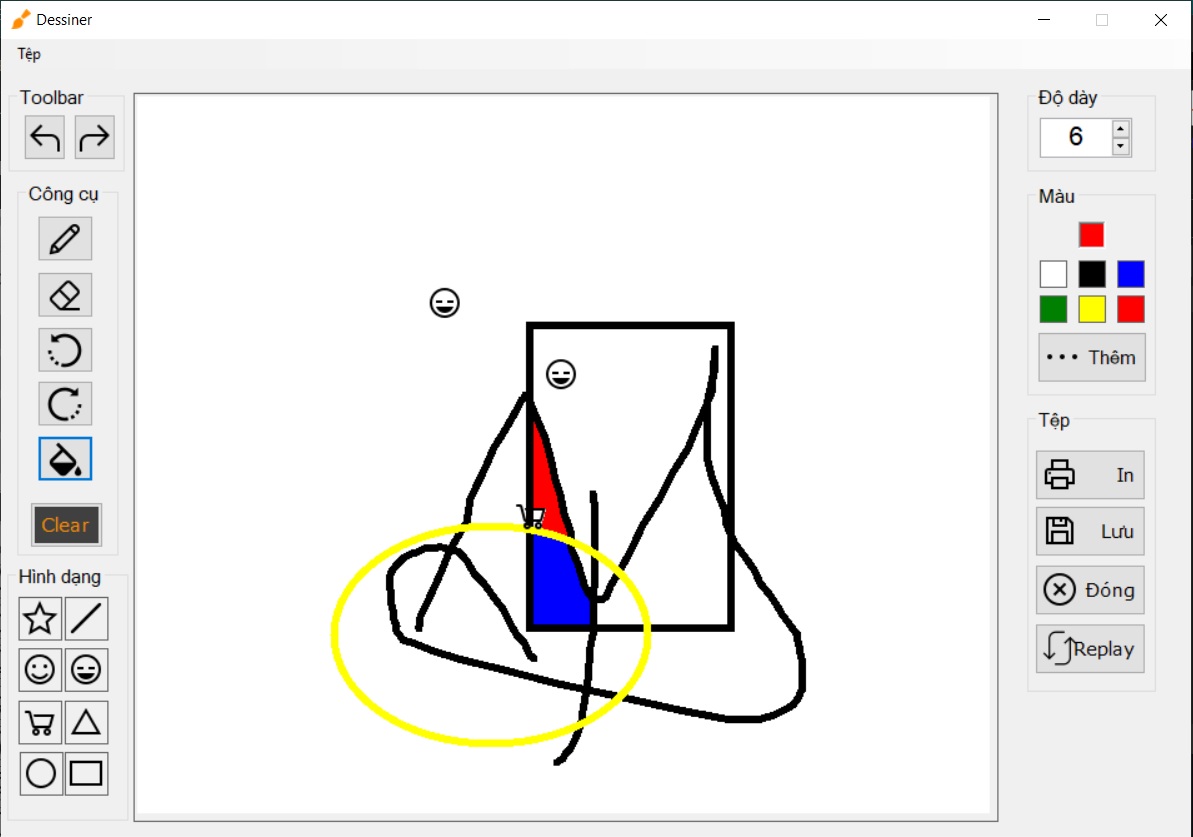 Dessiner
Tệp
Toolbar
Công cụ
Clear
Hình dạng
Độ dày
6
Màu
Thêm
Tệp
In
Lưu
Đóng
Replay